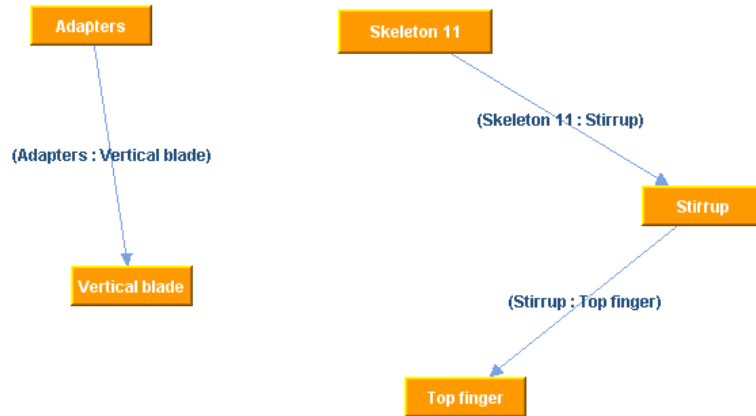 Adapters
Skeleton 11
(Skeleton 11 : Stirrup)
(Adapters : Vertical blade)
Stirrup
Vertical blade
(Stirrup : Top finger)
Top finger